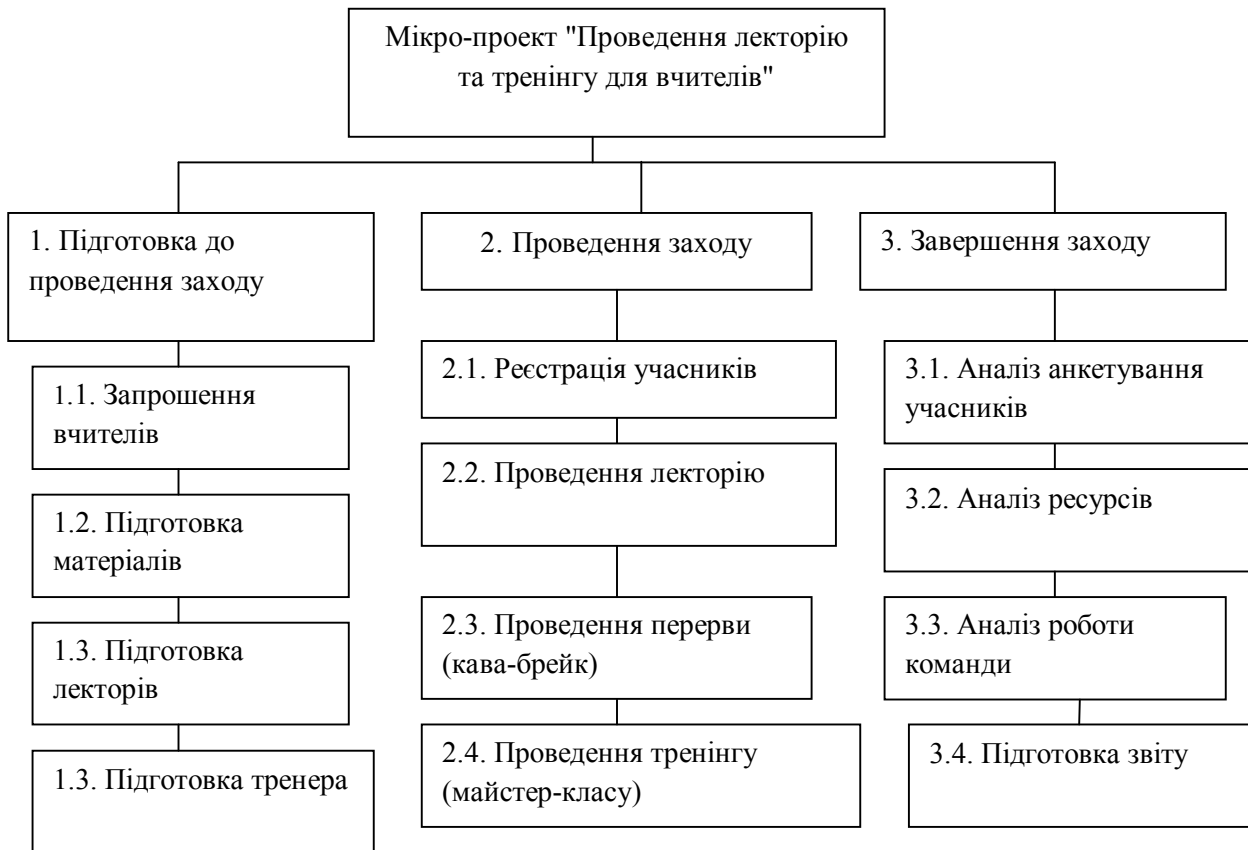 Мікро-проект "Проведення лекторію
та тренінгу для вчителів"
1. Підготовка до
проведення заходу
1.1. Запрошення
вчителів
1.2. Підготовка
матеріалів
1.3. Підготовка
лекторів
1.3. Підготовка тренера
2. Проведення заходу
2.1. Реєстрація учасників
2.2. Проведення лекторію
2.3. Проведення перерви
(кава-брейк)
2.4. Проведення тренінгу
(майстер-класу)
3. Завершення заходу
3.1. Аналіз анкетування
учасників
3.2. Аналіз ресурсів
3.3. Аналіз роботи
команди
3.4. Підготовка звіту